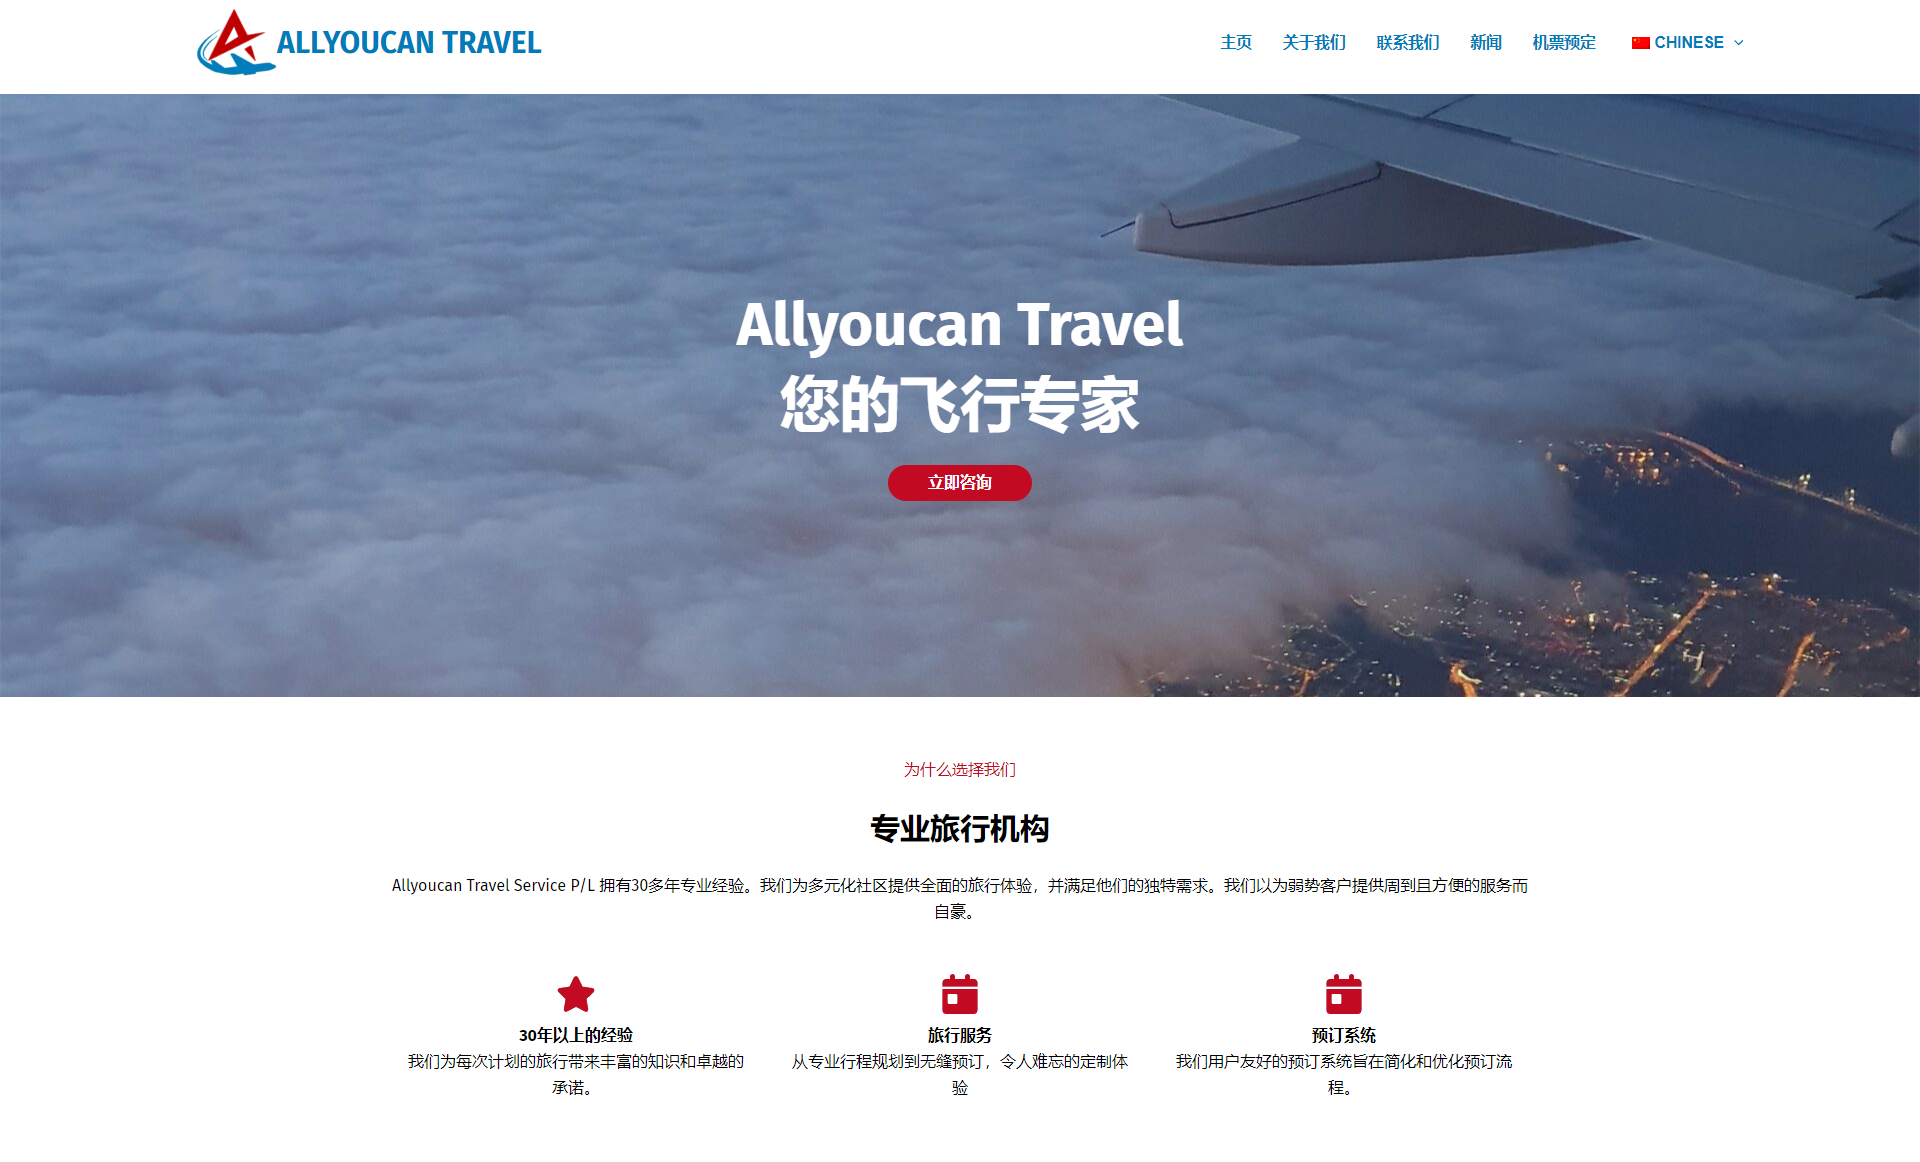 ALLYOUCAN TRAVEL
主页 关于我们 联系我们 新闻 机票预定 CHINESE
Allyoucan Travel
您的飞行专家
立即咨询
为什么选择我们
专业旅行机构
Allyoucan Travel Service P/L 拥有30多年专业经验。我们为多元化社区提供全面的旅行体验，并满足他们的独特需求。我们以为弱势客户提供周到且方便的服务而
自豪。
30年以上的经验
我们为每次计划的旅行带来丰富的知识和卓越的
承诺。
旅行服务
从专业行程规划到无缝预订，令人难忘的定制体
验
预订系统
我们用户友好的预订系统旨在简化和优化预订流
程。